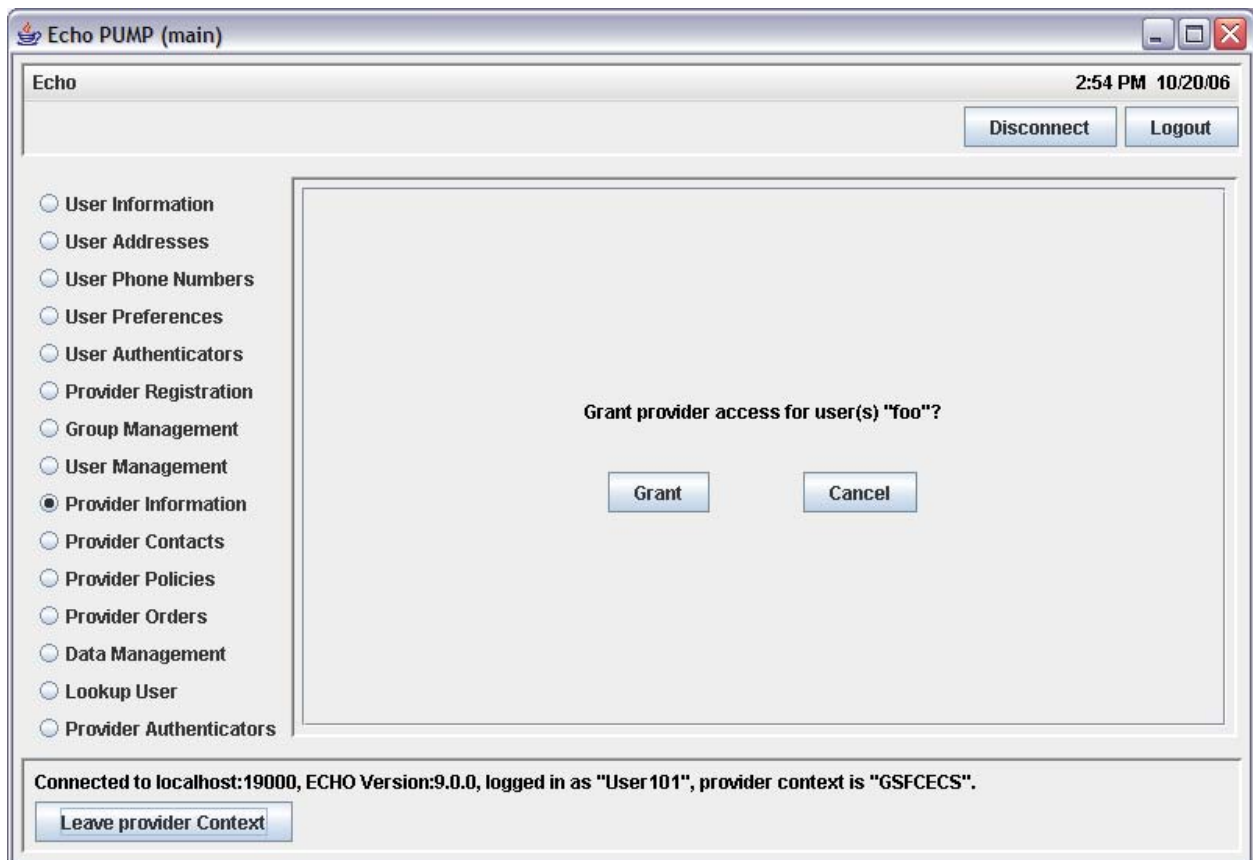 Echo PUMP (main)
Echo
2:54 PM 10/20/06
Disconnect
Logout
User Information
User Addresses
User Phone Numbers
User Preferences
User Authenticators
Provider Registration
Group Management
User Management
Provider Information
Provider Contacts
Provider Policies
Provider Orders
Data Management
Lookup User
Provider Authenticators
Grant provider access for user(s) "foo"?
Grant
Cancel
Connected to localhost:19000, ECHO Version:9.0.0, logged in as "User101", provider context is "GSFCECS".
Leave provider Context